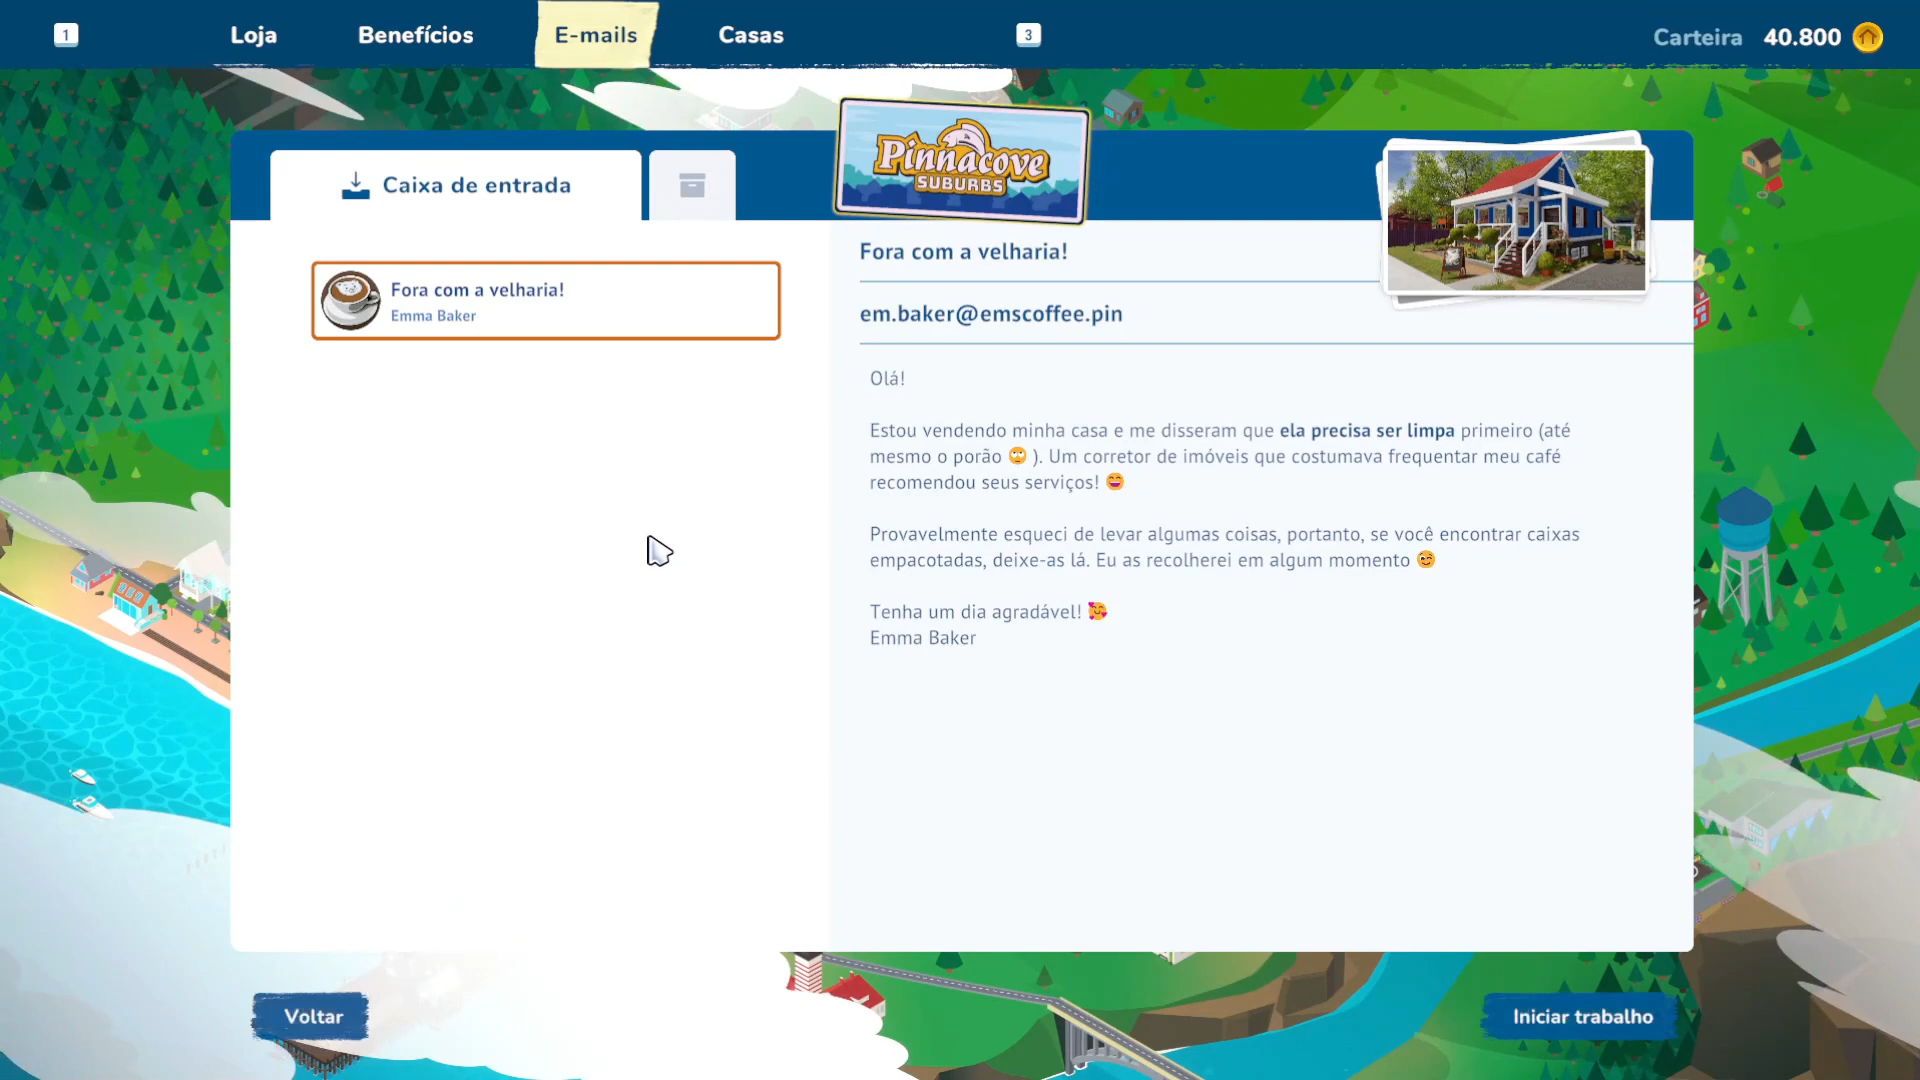 1
Loja
Benefícios
E-mails
Casas
3
Carteira
40.800
Caixa de entrada
Pinnacove
SUBURBS
Fora com a velharia!
Emma Baker
Fora com a velharia!
em.baker@emscoffee.pin
Olá!
Estou vendendo minha casa e me disseram que ela precisa ser limpa primeiro (até
mesmo o porão 🙄 ). Um corretor de imóveis que costumava frequentar meu café
recomendou seus serviços! 😄
Provavelmente esqueci de levar algumas coisas, portanto, se você encontrar caixas
empacotadas, deixe-as lá. Eu as recolherei em algum momento 😉
Tenha um dia agradável! 🥰
Emma Baker
Voltar
Iniciar trabalho